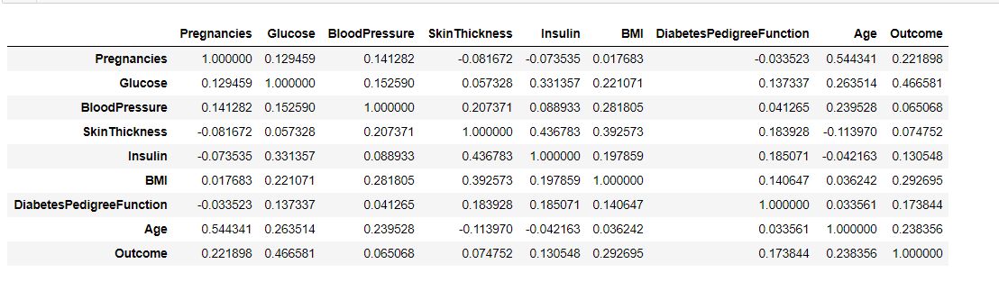 Pregnancies Glucose BloodPressure SkinThickness Insulin BMI DiabetesPedigreeFunction Age Outcome
Pregnancies 1.000000 0.129459 0.141282 -0.081672 -0.073535 0.017683 -0.033523 0.544341 0.221898
Glucose 0.129459 1.000000 0.152590 0.057328 0.331357 0.221071 0.137337 0.263514 0.466581
BloodPressure 0.141282 0.152590 1.000000 0.207371 0.088933 0.281805 0.041265 0.239528 0.065068
SkinThickness -0.081672 0.057328 0.207371 1.000000 0.436783 0.392573 0.183928 -0.113970 0.074752
Insulin -0.073535 0.331357 0.088933 0.436783 1.000000 0.197859 0.185071 -0.042163 0.130548
BMI 0.017683 0.221071 0.281805 0.392573 0.197859 1.000000 0.140647 0.036242 0.292695
DiabetesPedigreeFunction -0.033523 0.137337 0.041265 0.183928 0.185071 0.140647 1.000000 0.033561 0.173844
Age 0.544341 0.263514 0.239528 -0.113970 -0.042163 0.036242 0.033561 1.000000 0.238356
Outcome 0.221898 0.466581 0.065068 0.074752 0.130548 0.292695 0.173844 0.238356 1.000000